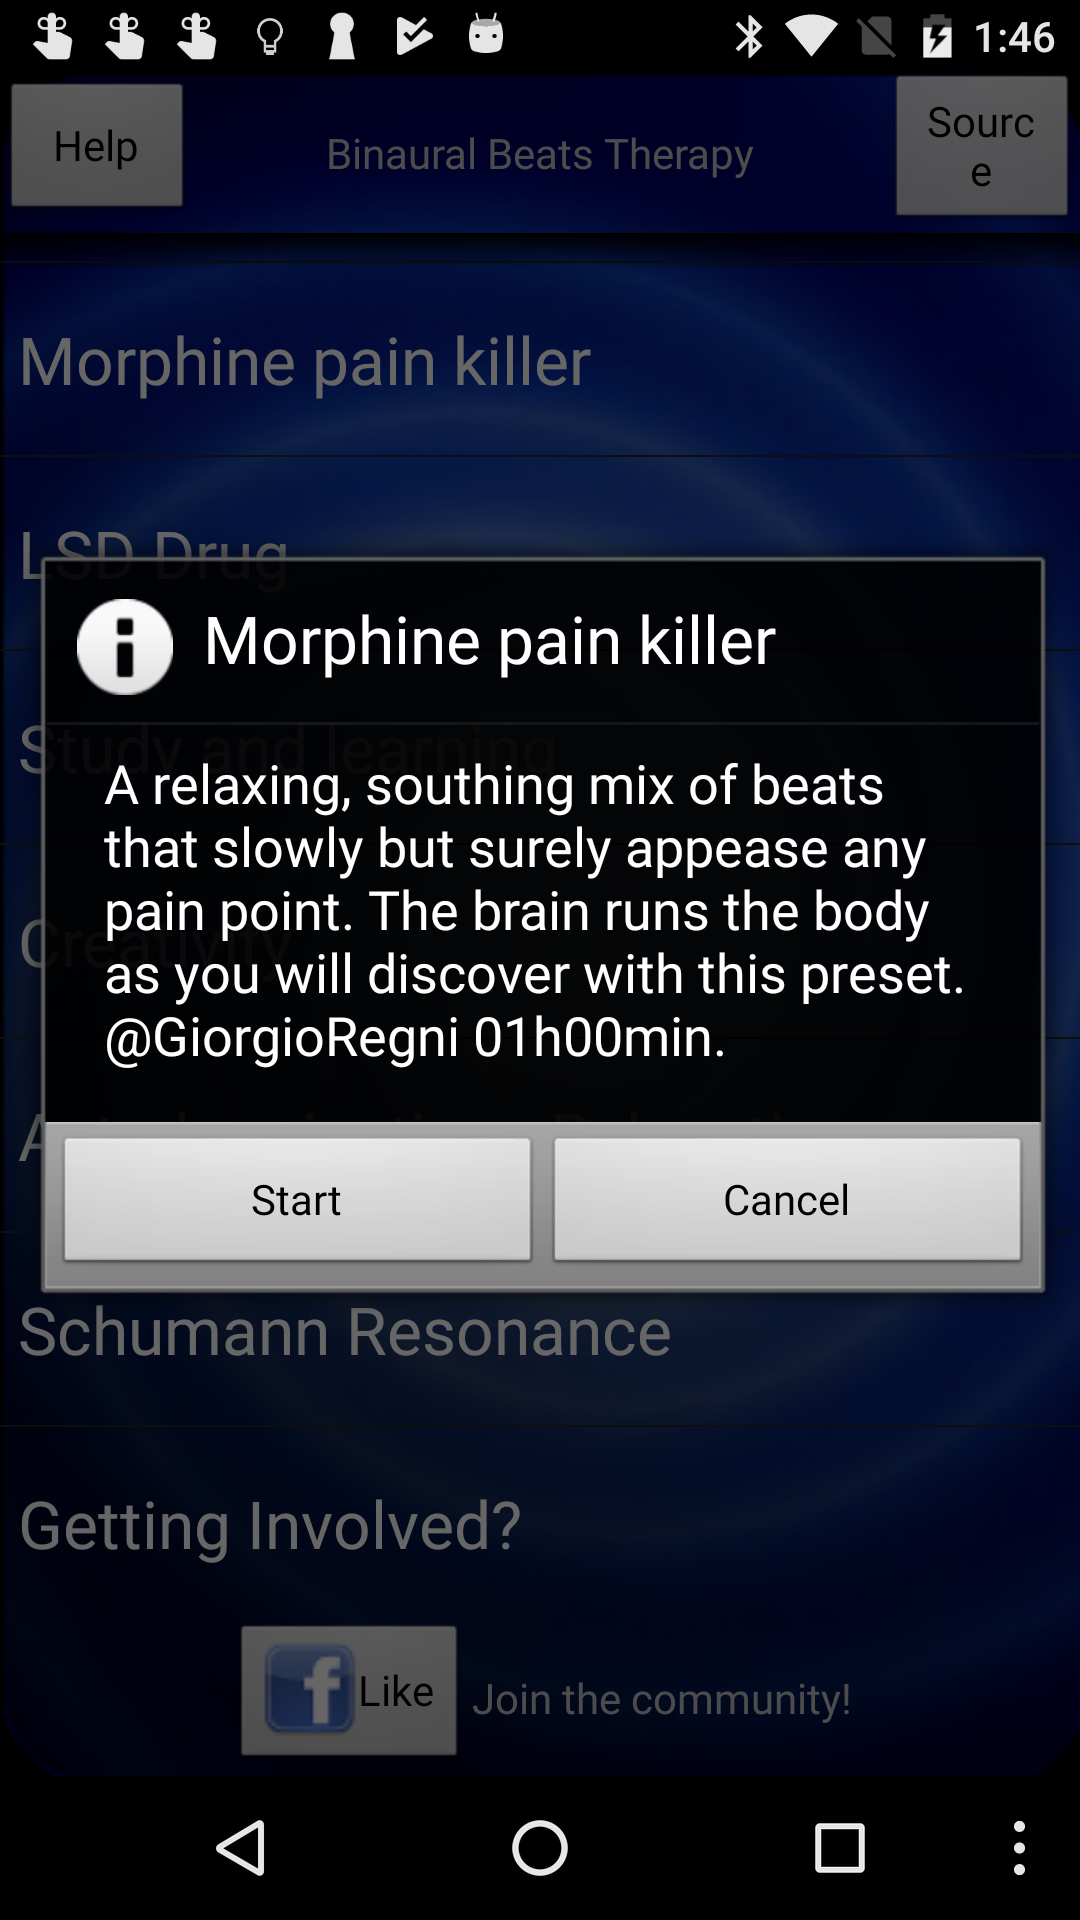 1:46
Help
Binaural Beats Therapy
Sourc
e
Morphine pain killer
LSD Drug
Morphine pain killer
Study and learning
A relaxing, southing mix of beats
that slowly but surely appease any
pain point. The brain runs the body
as you will discover with this preset.
@GiorgioRegni 01h00min.
Creativity
Start
Cancel
Schumann Resonance
Getting Involved?
Like
Join the community!